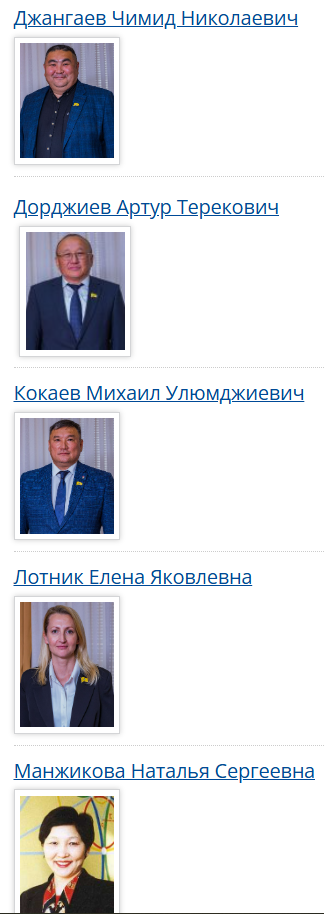 Джангаев Чимид Николаевич
Дорджиев Артур Терекович
Кокаев Михаил Улюмджиевич
Лотник Елена Яковлевна
Манжикова Наталья Сергеевна